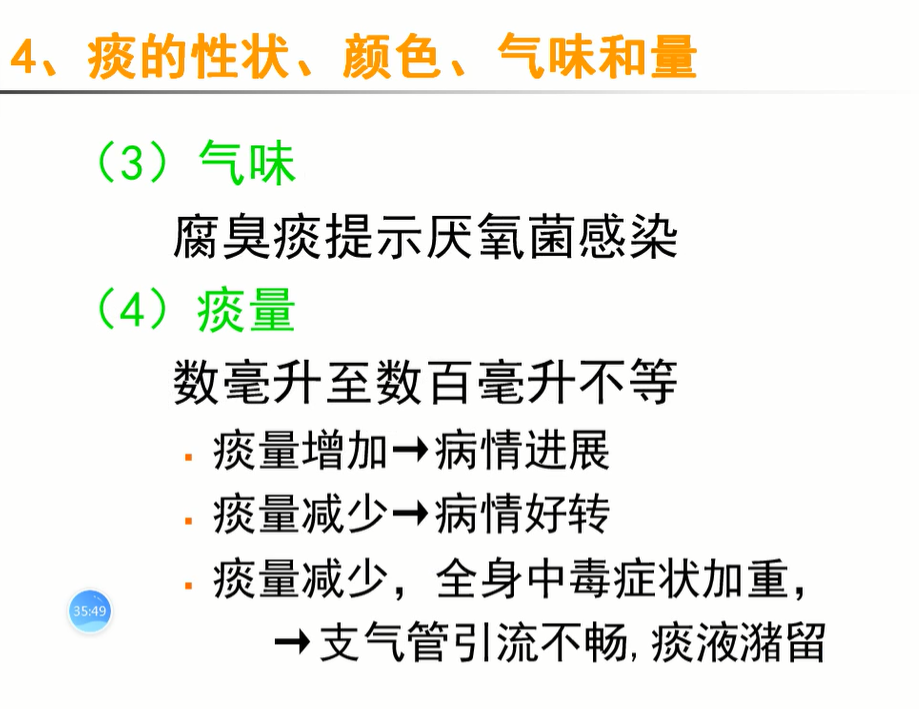 4、痰的性状、颜色、气味和量
（3）气味
腐臭痰提示厌氧菌感染
（4）痰量
数毫升至数百毫升不等
▪ 痰量增加→病情进展
▪ 痰量减少→病情好转
▪ 痰量减少，全身中毒症状加重，
→支气管引流不畅,痰液潴留
35:49